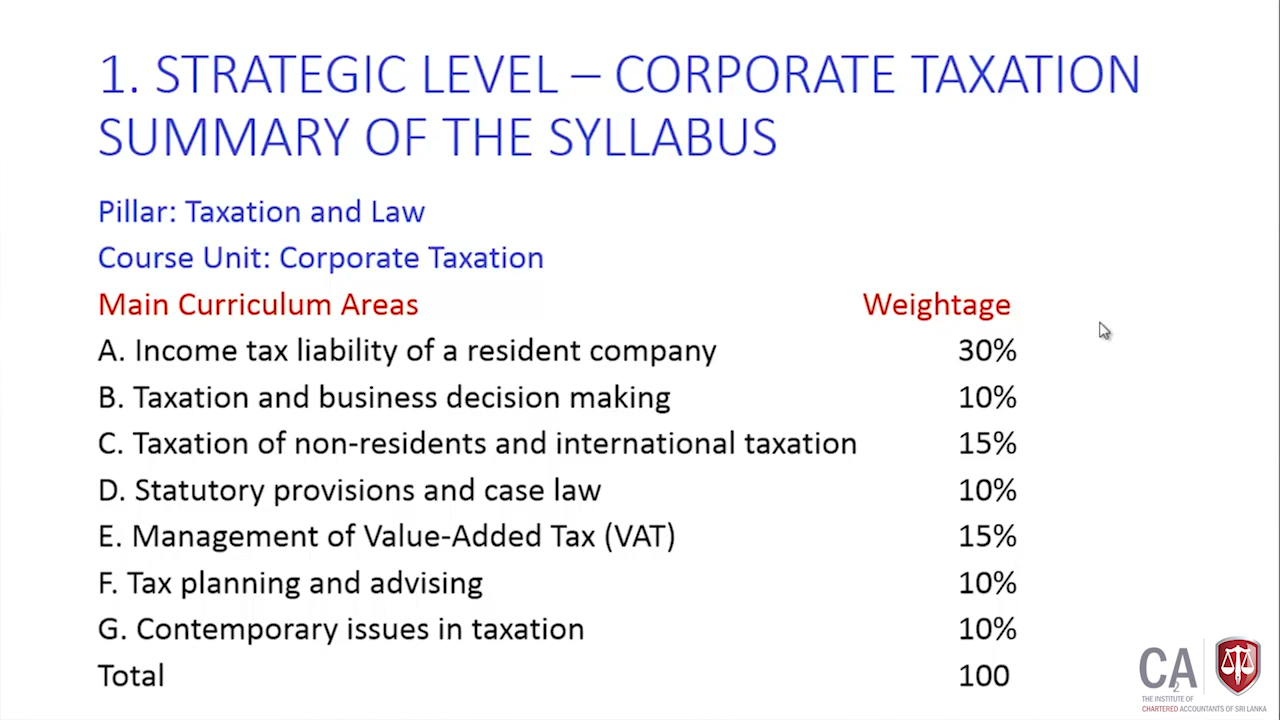 1. STRATEGIC LEVEL – CORPORATE TAXATION
SUMMARY OF THE SYLLABUS
Pillar: Taxation and Law
Course Unit: Corporate Taxation
Main Curriculum Areas Weightage
A. Income tax liability of a resident company 30%
B. Taxation and business decision making 10%
C. Taxation of non-residents and international taxation 15%
D. Statutory provisions and case law 10%
E. Management of Value-Added Tax (VAT) 15%
F. Tax planning and advising 10%
G. Contemporary issues in taxation 10%
Total 100
CA
2
THE INSTITUTE OF
CHARTERED ACCOUNTANTS OF SRI LANKA